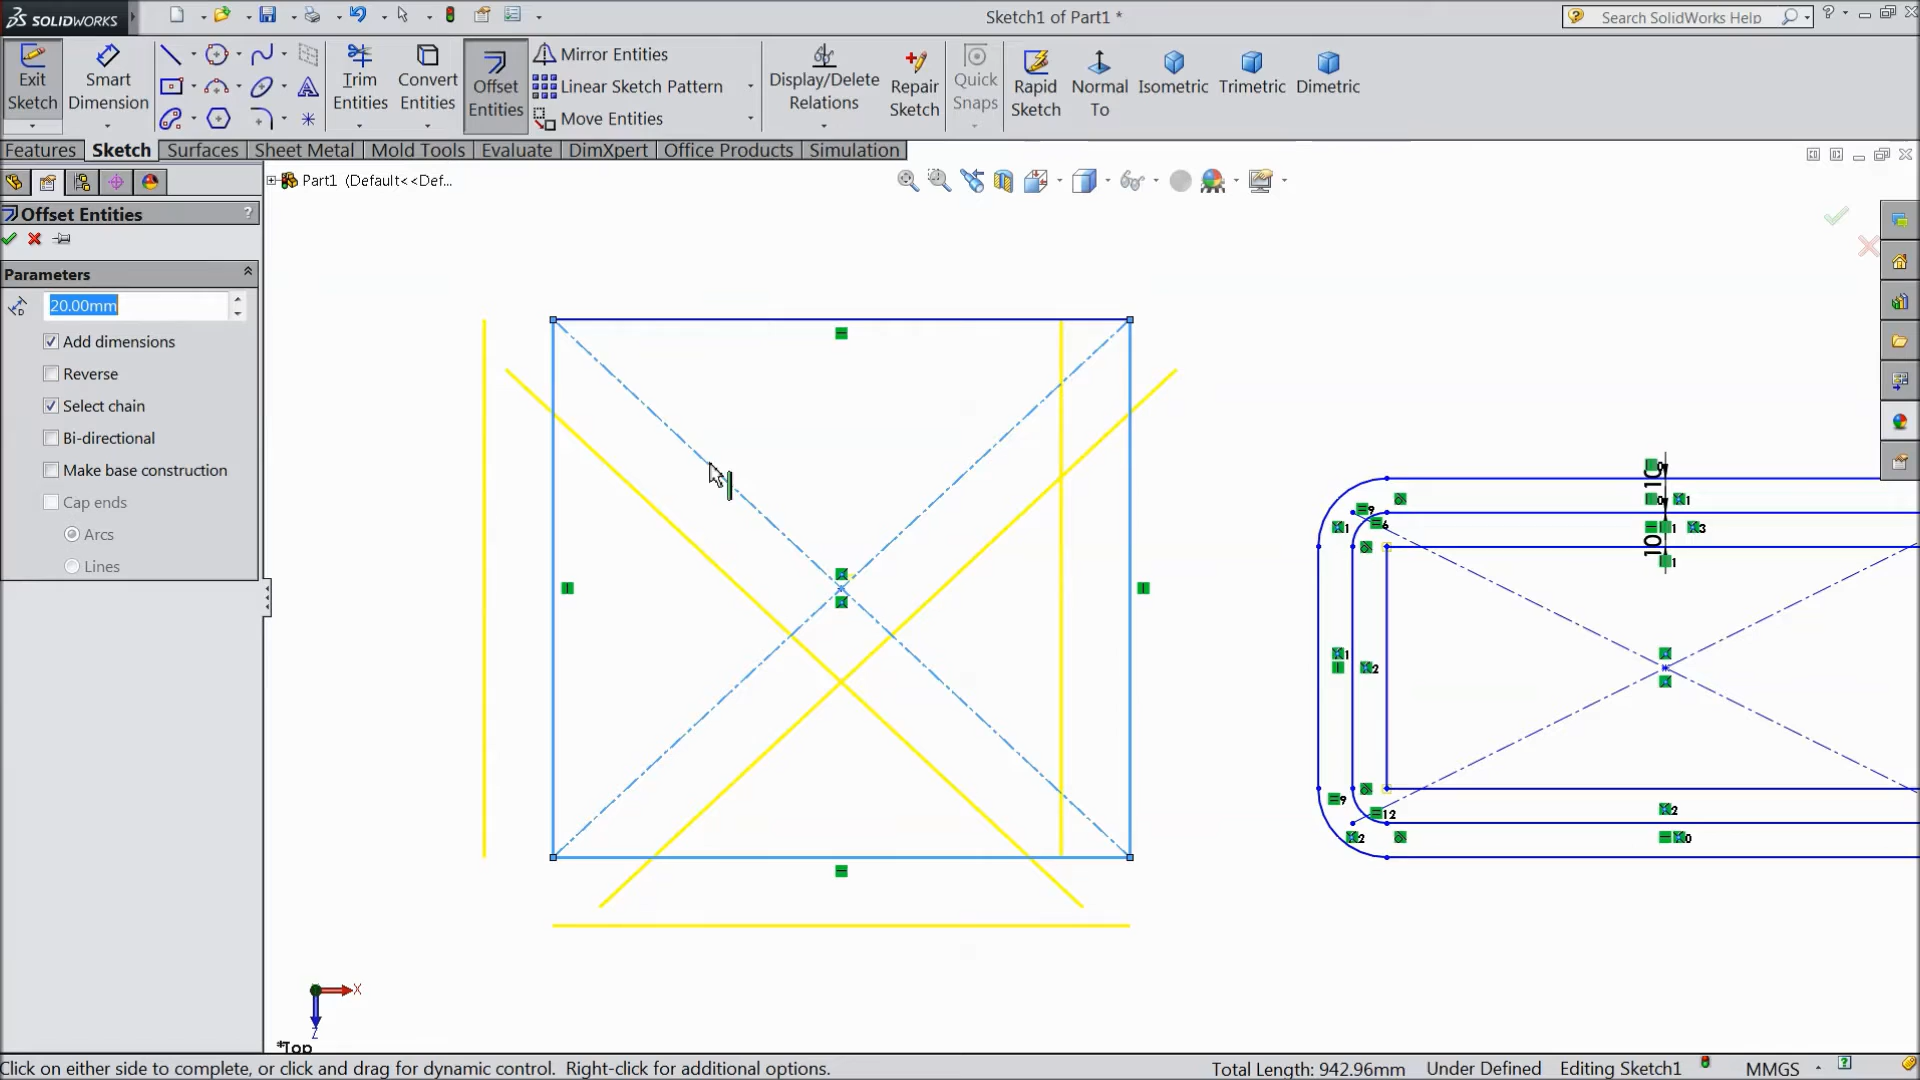 SOLIDWORKS
Sketch1 of Part1 *
Search SolidWorks Help
Exit Sketch
Smart Dimension
Trim Entities
Convert Entities
Offset Entities
Mirror Entities
Linear Sketch Pattern
Move Entities
Display/Delete Relations
Repair Sketch
Quick Snaps
Rapid Sketch
Normal To
Isometric
Trimetric
Dimetric
Features
Sketch
Surfaces
Sheet Metal
Mold Tools
Evaluate
DimXpert
Office Products
Simulation
Part1 (Default<<Def...
Offset Entities
?
Parameters
20.00mm
Add dimensions
Reverse
Select chain
Bi-directional
Make base construction
Cap ends
Arcs
Lines
10
10
X
Z
*Top
Click on either side to complete, or click and drag for dynamic control. Right-click for additional options.
Total Length: 942.96mm
Under Defined
Editing Sketch1
MMGS